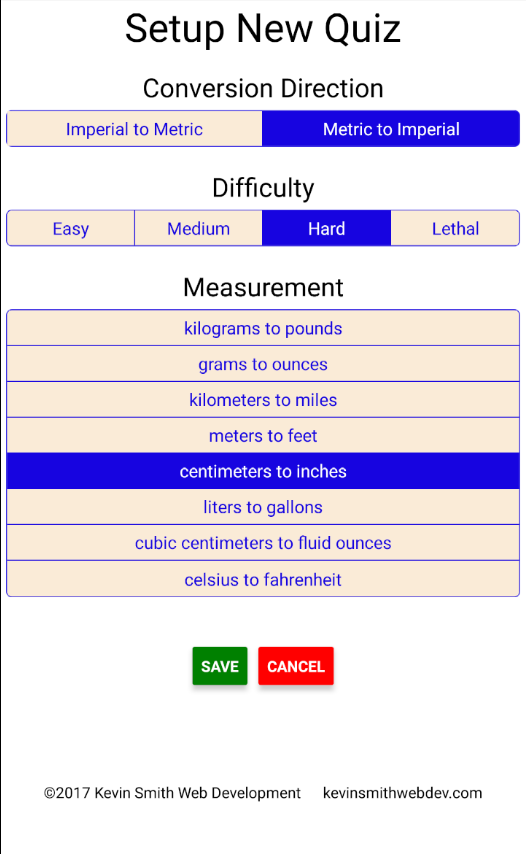 Setup New Quiz
Conversion Direction
Imperial to Metric Metric to Imperial
Difficulty
Easy Medium Hard Lethal
Measurement
kilograms to pounds
grams to ounces
kilometers to miles
meters to feet
centimeters to inches
liters to gallons
cubic centimeters to fluid ounces
celsius to fahrenheit
SAVE CANCEL
©2017 Kevin Smith Web Development kevinsmithwebdev.com